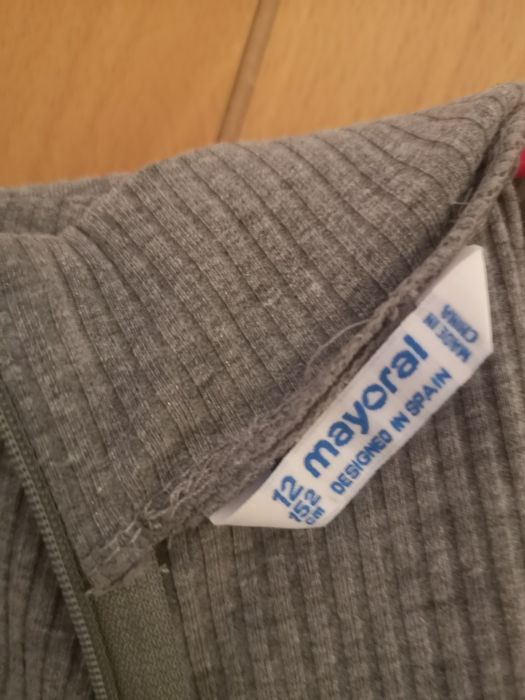 12
152
cm
mayoral
DESIGNED IN SPAIN
MADE IN
CHINA